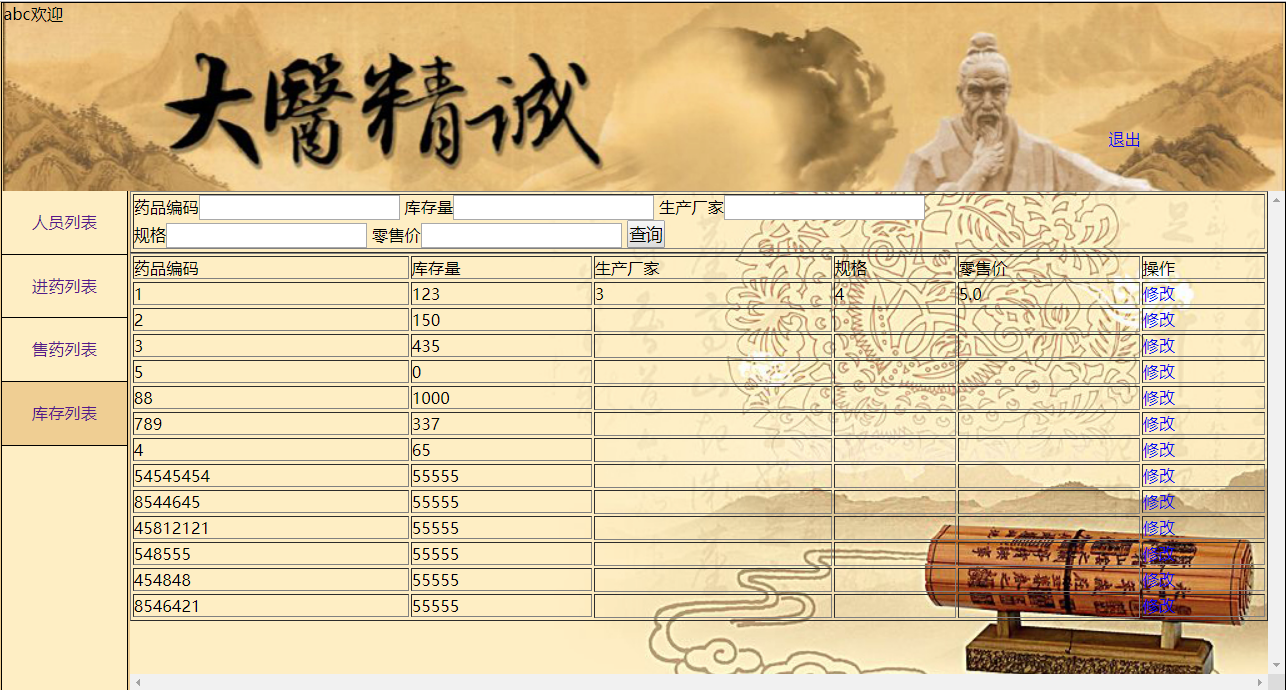 abc欢迎
大醫精誠
退出
人员列表
进药列表
售药列表
库存列表
药品编码 库存量 生产厂家
规格 零售价 查询
药品编码 库存量 生产厂家 规格 零售价 操作
1 123 3 4 5.0 修改
2 150 修改
3 435 修改
5 0 修改
88 1000 修改
789 337 修改
4 65 修改
54545454 55555 修改
8544645 55555 修改
45812121 55555 修改
548555 55555 修改
454848 55555 修改
8546421 55555 修改